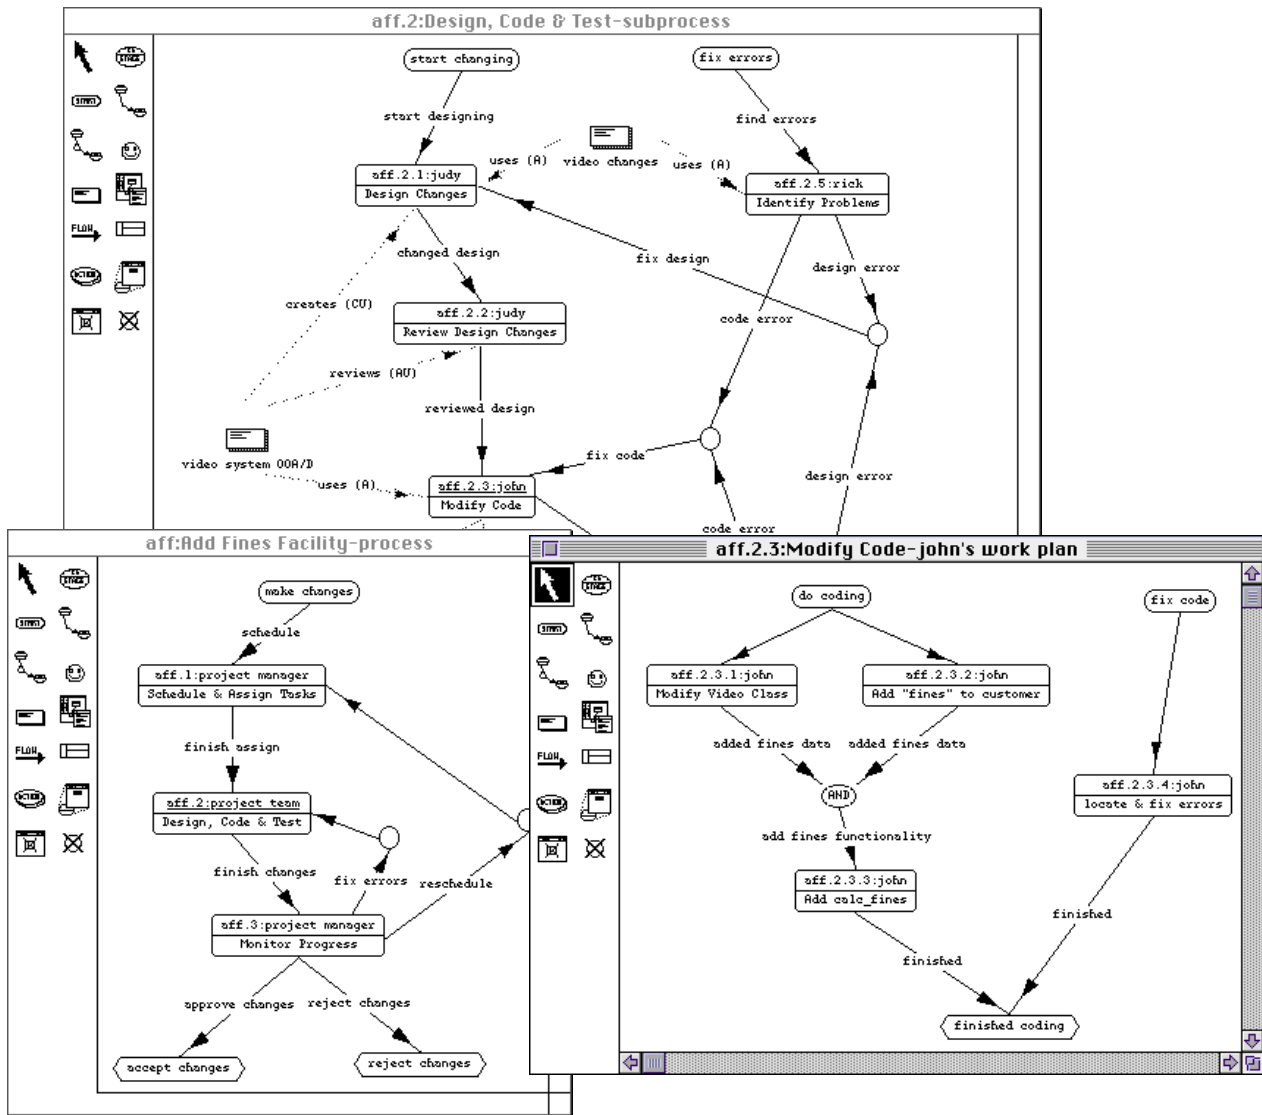 aff.2:Design, Code & Test-subprocess
start changing
fix errors
START
start designing
find errors
uses (A)
video changes
uses (A)
aff.2.1:judy
Design Changes
aff.2.5:rick
Identify Problems
FLOW
changed design
fix design
design error
ACTION
creates (CU)
aff.2.2:judy
Review Design Changes
code error
reviews (AU)
reviewed design
video system OOA/D
fix code
uses (A)
design error
aff.2.3:john
Modify Code
code error
aff:Add Fines Facility-process
make changes
START
schedule
aff.1:project manager
Schedule & Assign Tasks
FLOW
finish assign
ACTION
aff.2:project team
Design, Code & Test
finish changes
fix errors
reschedule
aff.3:project manager
Monitor Progress
approve changes
reject changes
accept changes
reject changes
aff.2.3:Modify Code-john's work plan
do coding
fix code
START
aff.2.3.1:john
Modify Video Class
aff.2.3.2:john
Add "fines" to customer
FLOW
added fines data
added fines data
ACTION
AND
aff.2.3.4:john
locate & fix errors
add fines functionality
aff.2.3.3:john
Add calc_fines
finished
finished
finished coding